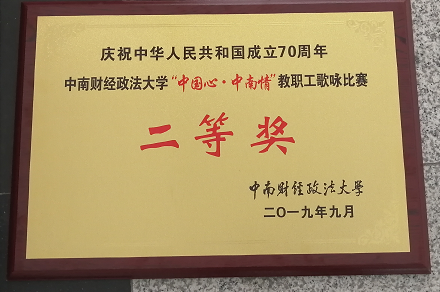 庆祝中华人民共和国成立70周年
中南财经政法大学“中国心·中南情”教职工歌咏比赛
二等奖
中南财经政法大学
二〇一九年九月